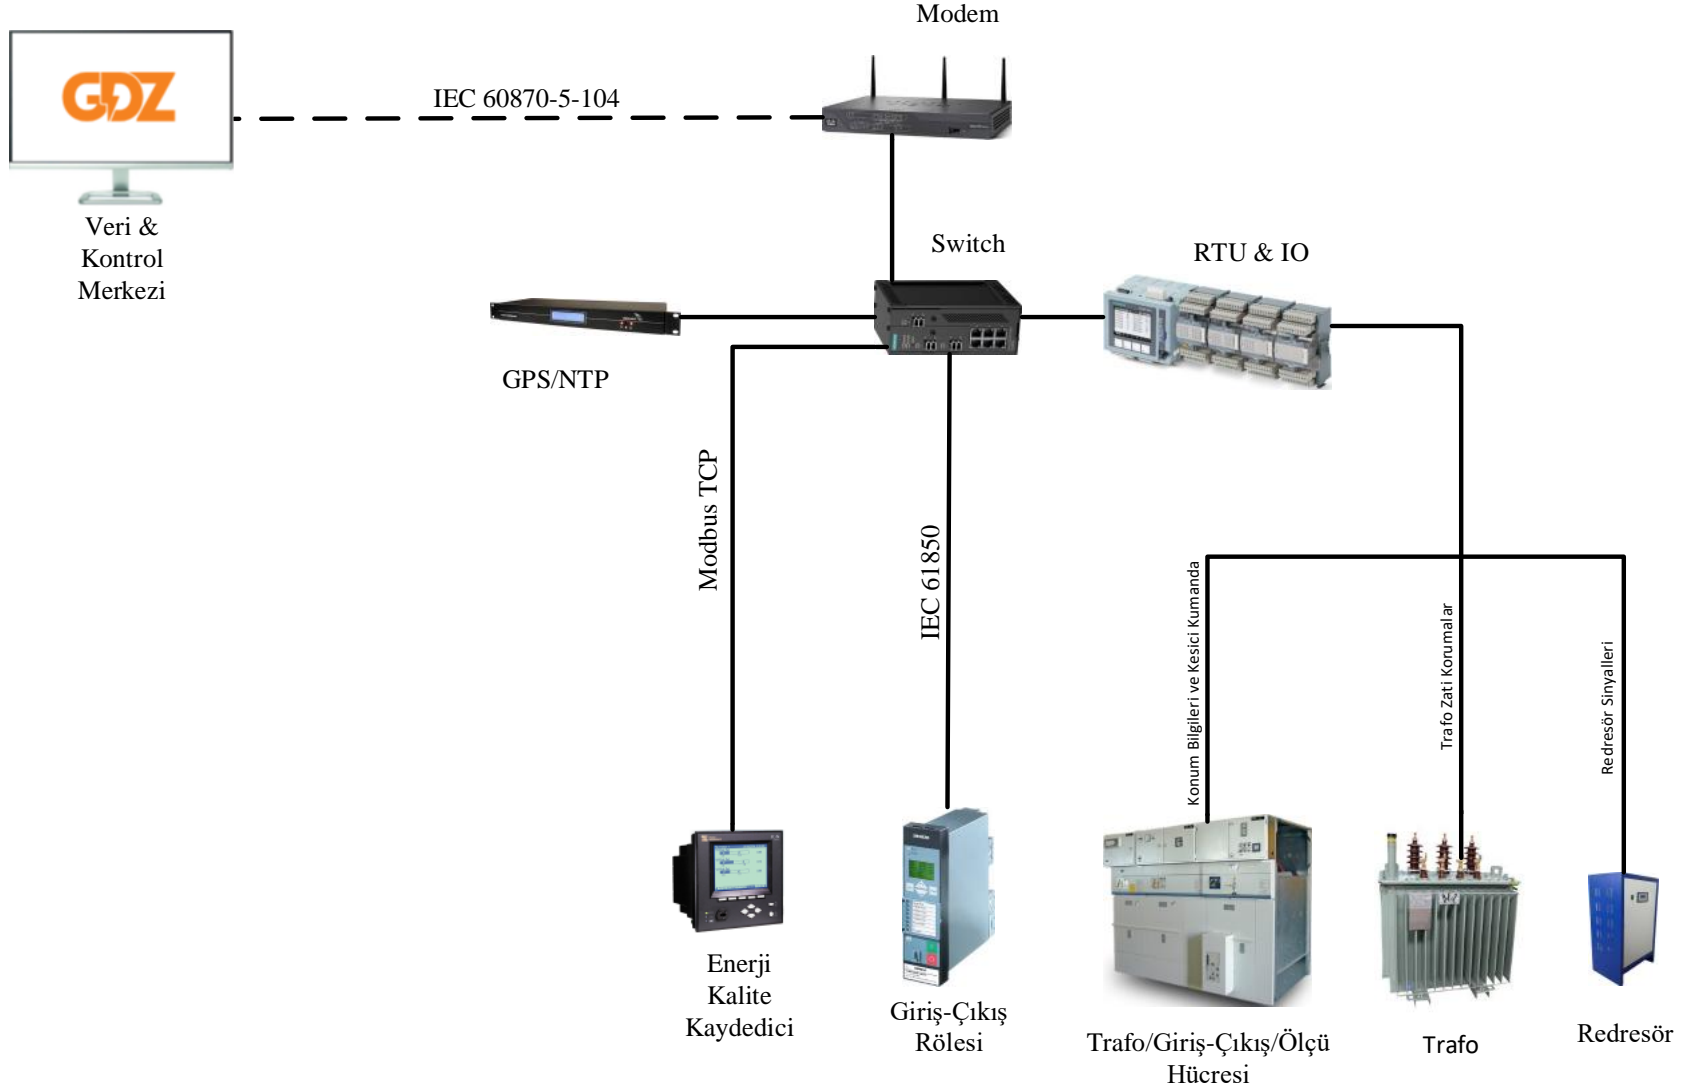 Modem
GDZ
IEC 60870-5-104
Veri &
Kontrol
Merkezi
Switch
RTU & IO
GPS/NTP
Modbus TCP
IEC 61850
Konum Bilgileri ve Kesici Kumanda
Trafo Zati Korumalar
Redresör Sinyalleri
Enerji
Kalite
Kaydedici
Giriş-Çıkış
Rölesi
Trafo/Giriş-Çıkış/Ölçü
Hücresi
Trafo
Redresör